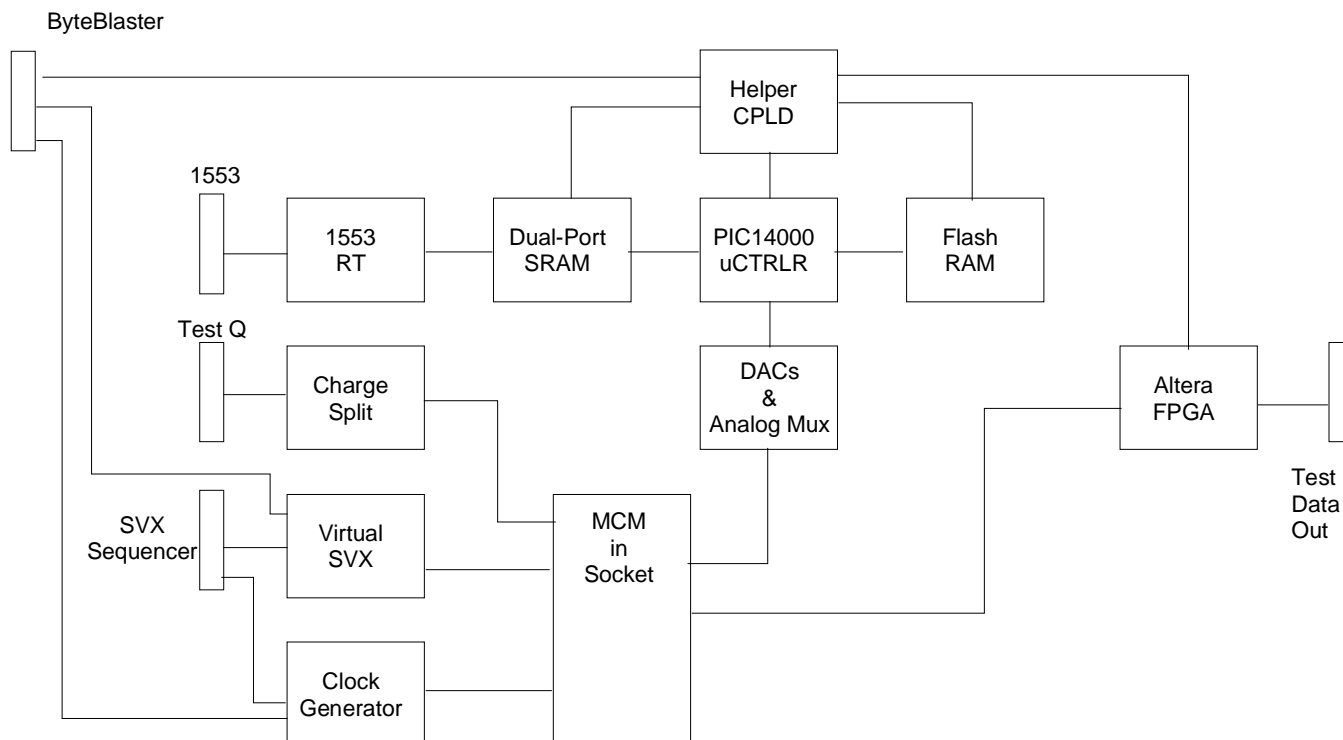 ByteBlaster
Helper
CPLD
1553
1553
RT
Dual-Port
SRAM
PIC14000
uCTRLR
Flash
RAM
Test Q
Charge
Split
DACs
&
Analog Mux
Altera
FPGA
Test
Data
Out
SVX
Sequencer
Virtual
SVX
MCM
in
Socket
Clock
Generator